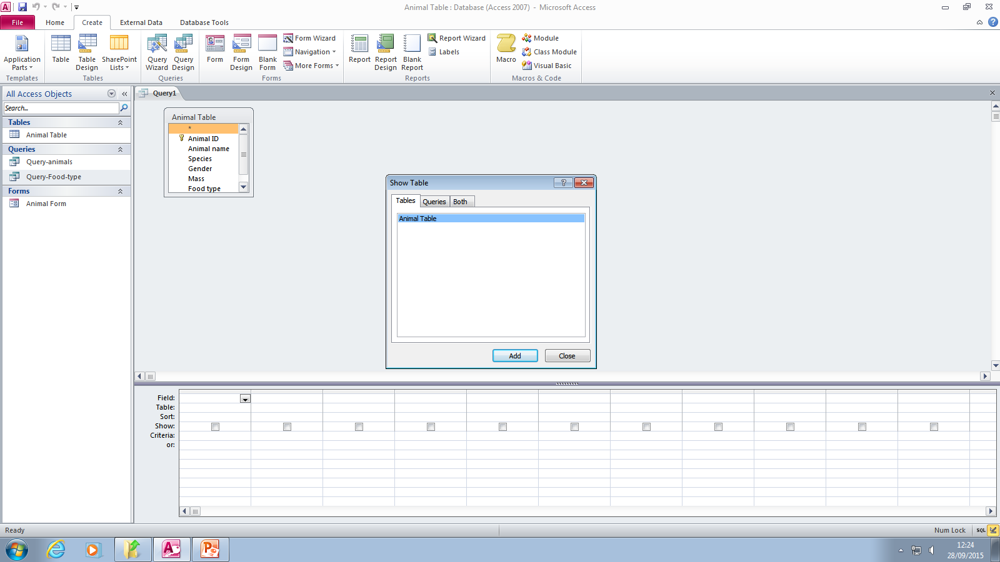 Animal Table : Database (Access 2007) - Microsoft Access
File Home Create External Data Database Tools
Application Parts
Templates
Table
Table Design
SharePoint Lists
Tables
Query Wizard
Query Design
Queries
Form
Form Design
Blank Form
Form Wizard
Navigation
More Forms
Forms
Report
Report Design
Blank Report
Report Wizard
Labels
Reports
Macro
Module
Class Module
Visual Basic
Macros & Code
All Access Objects
Search...
Tables
Animal Table
Queries
Query-animals
Query-Food-type
Forms
Animal Form
Query1
Animal Table
*
Animal ID
Animal name
Species
Gender
Mass
Food type
Show Table
Tables Queries Both
Animal Table
Add Close
Field:
Table:
Sort:
Show:
Criteria:
or:
Ready
Num Lock
SQL
12:24
28/09/2015